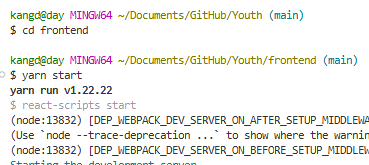 kangd@day MINGW64 ~/Documents/GitHub/Youth (main)
$ cd frontend
kangd@day MINGW64 ~/Documents/GitHub/Youth/frontend (main)
$ yarn start
yarn run v1.22.22
$ react-scripts start
(node:13832) [DEP_WEBPACK_DEV_SERVER_ON_AFTER_SETUP_MIDDLEWA
(Use `node --trace-deprecation ...` to show where the warnin
(node:13832) [DEP_WEBPACK_DEV_SERVER_ON_BEFORE_SETUP_MIDDLEW
Starting the development server